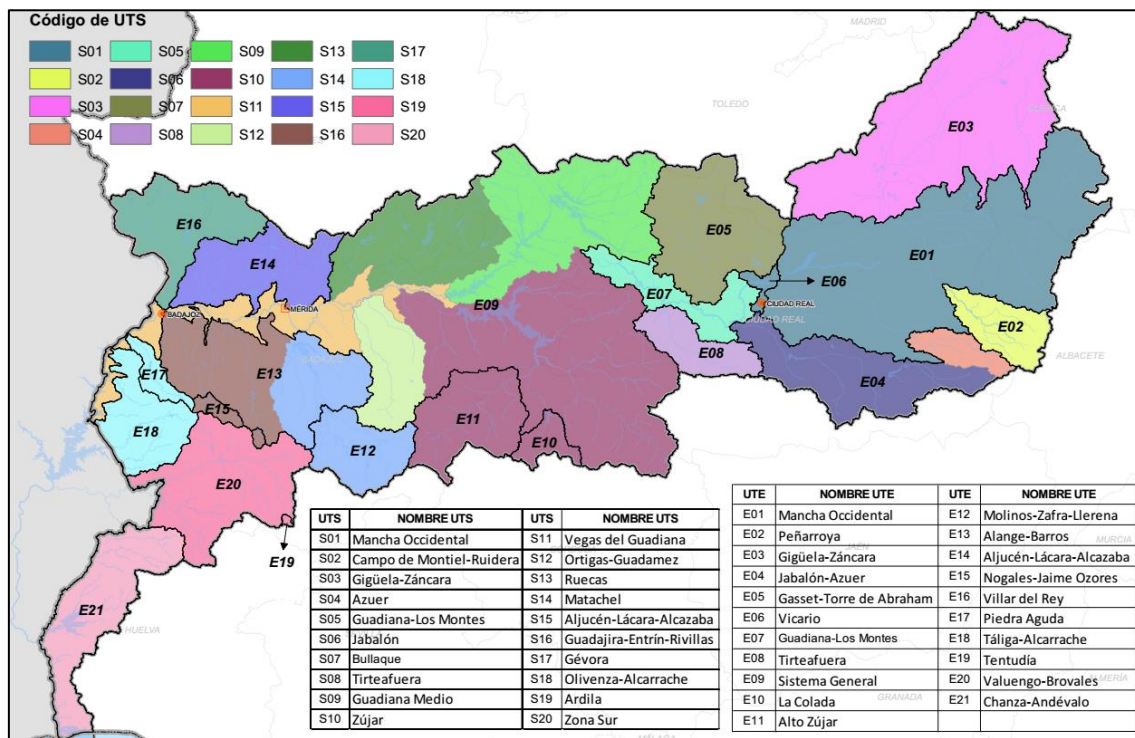 Código de UTS
S01 S05 S09 S13 S17
S02 S06 S10 S14 S18
S03 S07 S11 S15 S19
S04 S08 S12 S16 S20
MADRID
TOLEDO
E03
E16
E05
E14
E01
E06
E07
MÉRIDA
BADAJOZ
E09
CIUDAD REAL
CIUDAD REAL
E02
E08
ALBACETE
E17
E13
E04
E15
E11
E18
E12
E10
E20
E19
E21
HUELVA
UTS NOMBRE UTS UTS NOMBRE UTS
S01 Mancha Occidental S11 Vegas del Guadiana
S02 Campo de Montiel-Ruidera S12 Ortigas-Guadamez
S03 Gigüela-Záncara S13 Ruecas
S04 Azuer S14 Matachel
S05 Guadiana-Los Montes S15 Aljucén-Lácara-Alcazaba
S06 Jabalón S16 Guadajira-Entrín-Rivillas
S07 Bullaque S17 Gévora
S08 Tirteafuera S18 Olivenza-Alcarrache
S09 Guadiana Medio S19 Ardila
S10 Zújar S20 Zona Sur
UTE NOMBRE UTE UTE NOMBRE UTE
E01 Mancha Occidental E12 Molinos-Zafra-Llerena
E02 Peñarroya E13 Alange-Barros
E03 Gigüela-Záncara E14 Aljucén-Lácara-Alcazaba
E04 Jabalón-Azuer E15 Nogales-Jaime Ozores
E05 Gasset-Torre de Abraham E16 Villar del Rey
E06 Vicario E17 Piedra Aguda
E07 Guadiana-Los Montes E18 Táliga-Alcarrache
E08 Tirteafuera E19 Tentudía
E09 Sistema General E20 Valuengo-Brovales
E10 La Colada E21 Chanza-Andévalo
E11 Alto Zújar
MURCIA
JAÉN
ALMERÍA
GRANADA
MÁLAGA